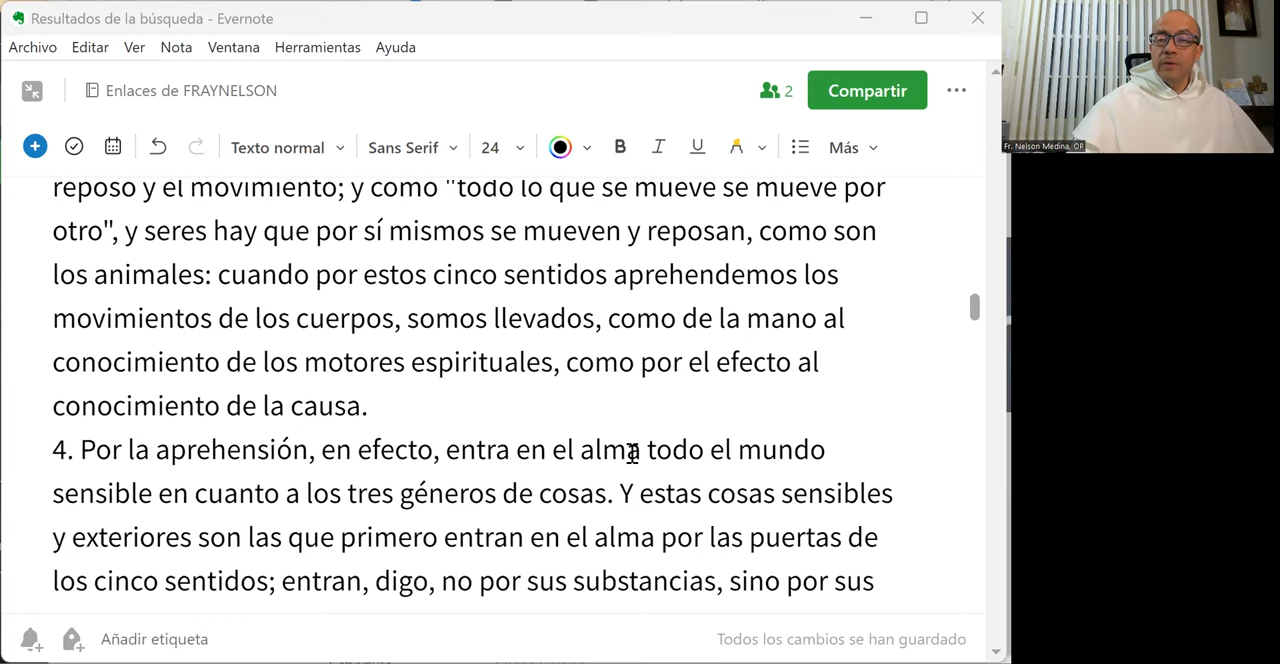 Resultados de la búsqueda - Evernote
Archivo Editar Ver Nota Ventana Herramientas Ayuda
Enlaces de FRAYNELSON
2
Compartir
Texto normal Sans Serif 24 B I U A Más
Fr. Nelson Medina, OP
reposo y el movimiento; y como "todo lo que se mueve se mueve por
otro", y seres hay que por sí mismos se mueven y reposan, como son
los animales: cuando por estos cinco sentidos aprehendemos los
movimientos de los cuerpos, somos llevados, como de la mano al
conocimiento de los motores espirituales, como por el efecto al
conocimiento de la causa.
4. Por la aprehensión, en efecto, entra en el alma todo el mundo
sensible en cuanto a los tres géneros de cosas. Y estas cosas sensibles
y exteriores son las que primero entran en el alma por las puertas de
los cinco sentidos; entran, digo, no por sus substancias, sino por sus
Añadir etiqueta
Todos los cambios se han guardado